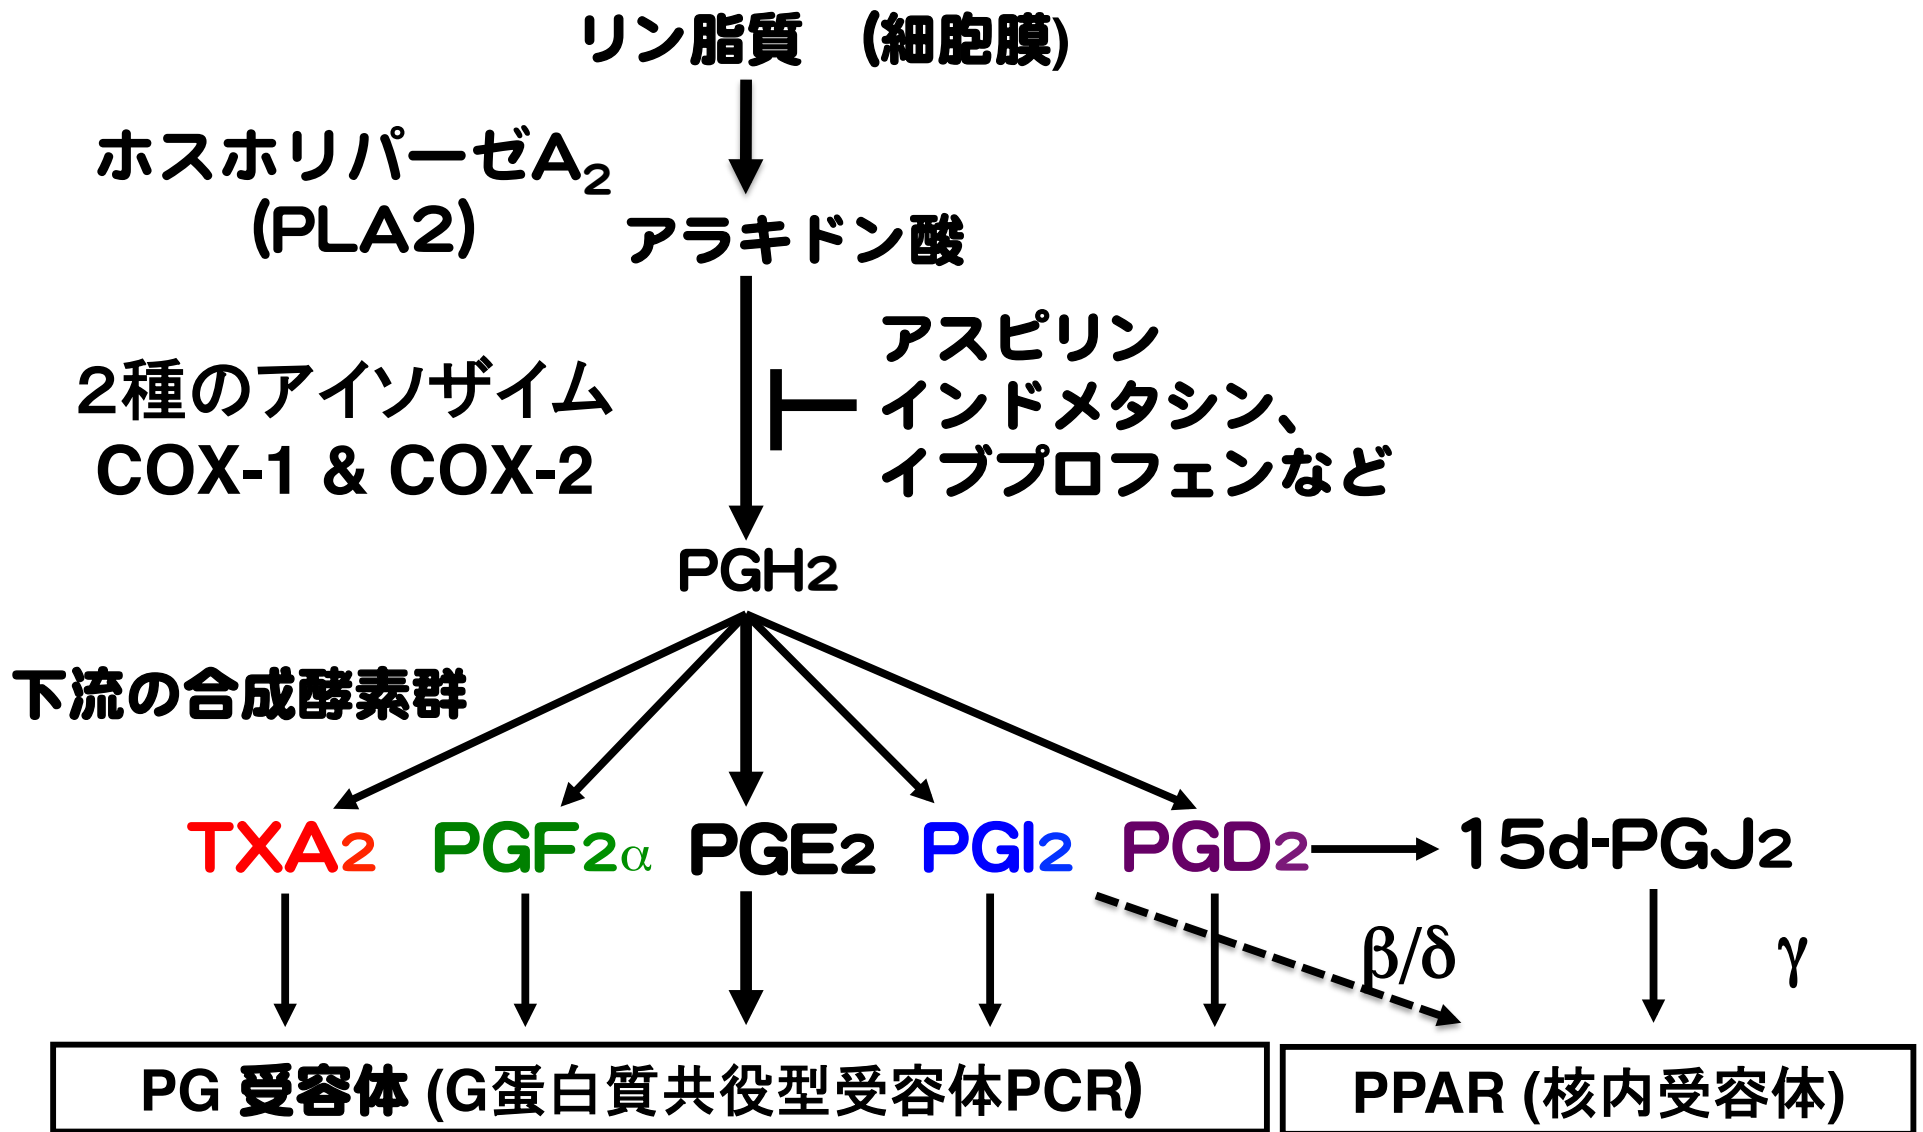 リン脂質　(細胞膜)
ホスホリパーゼA2
(PLA2)
アラキドン酸
アスピリン
インドメタシン、
イブプロフェンなど
2種のアイソザイム
COX-1 & COX-2
PGH2
下流の合成酵素群
TXA2 PGF2α PGE2 PGI2 PGD2 15d-PGJ2
β/δ γ
PG 受容体 (G蛋白質共役型受容体PCR)
PPAR (核内受容体)